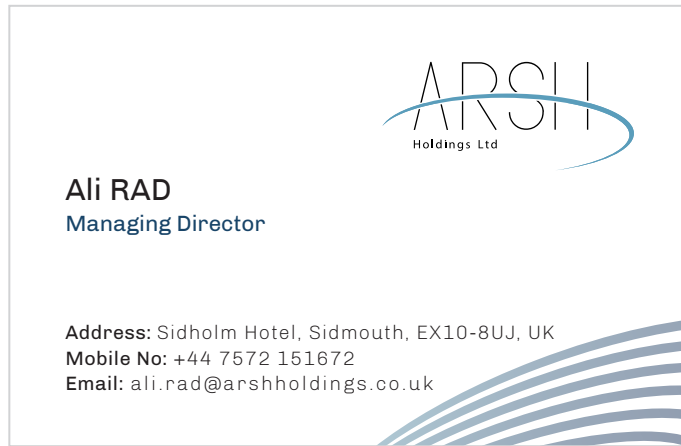 ARSH
Holdings Ltd
Ali RAD
Managing Director
Address: Sidholm Hotel, Sidmouth, EX10-8UJ, UK
Mobile No: +44 7572 151672
Email: ali.rad@arshholdings.co.uk